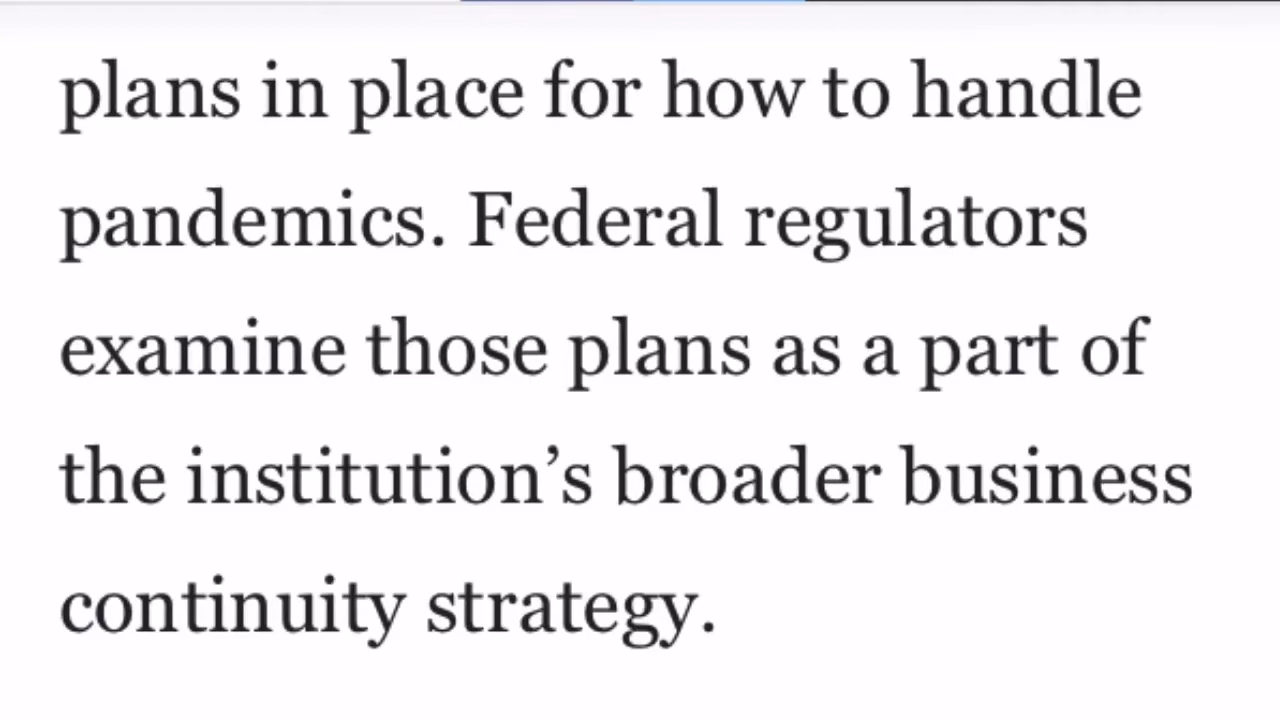 plans in place for how to handle
pandemics. Federal regulators
examine those plans as a part of
the institution’s broader business
continuity strategy.